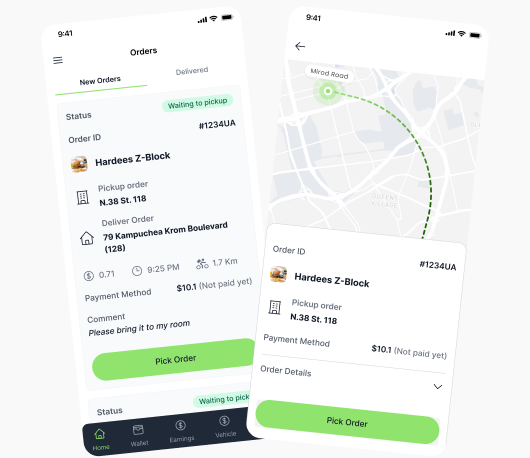 9:41
Orders
New Orders
Delivered
Status
Waiting to pickup
Order ID
#1234UA
Hardees Z-Block
Pickup order
N.38 St. 118
Deliver Order
79 Kampuchea Krom Boulevard
(128)
0.71
9:25 PM
1.7 Km
Payment Method
$10.1 (Not paid yet)
Comment
Please bring it to my room
Pick Order
Status
Waiting to pick
Home
Wallet
Earnings
Vehicle
9:41
Mirad Road
Order ID
#1234UA
Hardees Z-Block
Pickup order
N.38 St. 118
Payment Method
$10.1 (Not paid yet)
Order Details
Pick Order